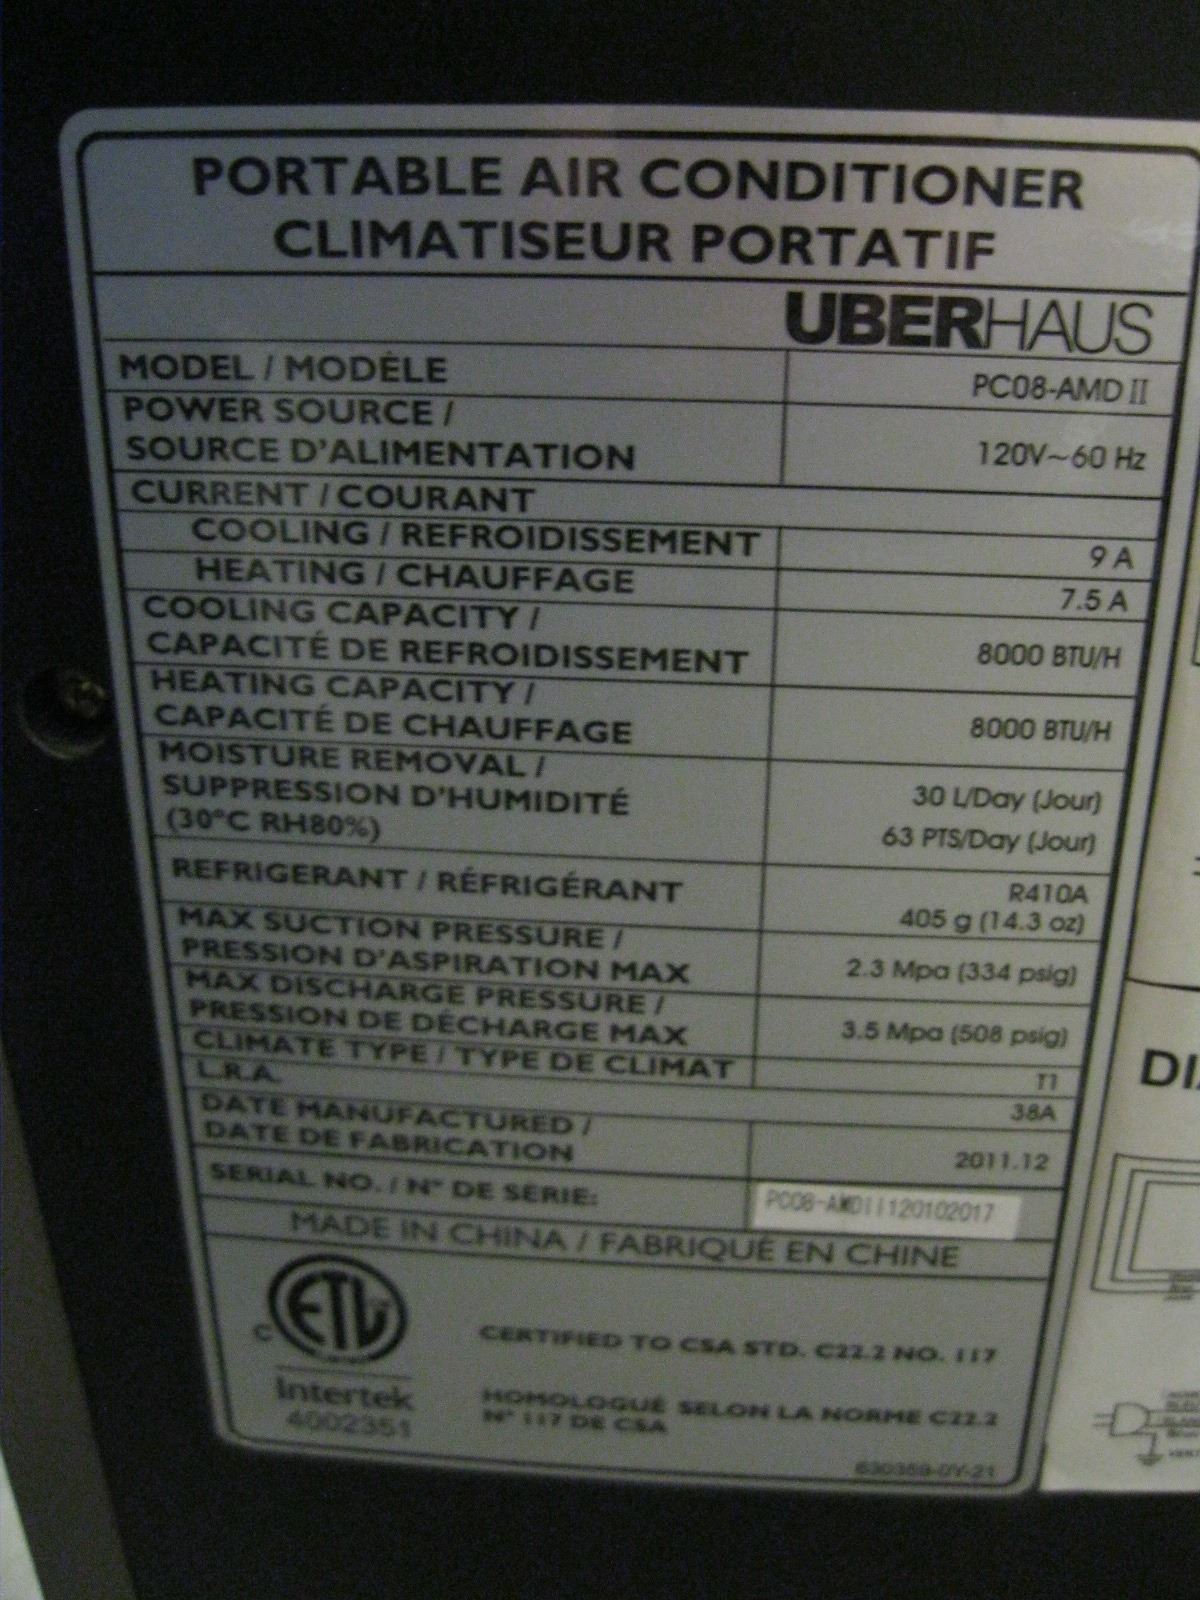 PORTABLE AIR CONDITIONER
CLIMATISEUR PORTATIF
UBERHAUS
MODEL / MODÈLE PC08-AMD II
POWER SOURCE /
SOURCE D'ALIMENTATION 120V~60 Hz
CURRENT / COURANT
COOLING / REFROIDISSEMENT 9 A
HEATING / CHAUFFAGE 7.5 A
COOLING CAPACITY /
CAPACITÉ DE REFROIDISSEMENT 8000 BTU/H
HEATING CAPACITY /
CAPACITÉ DE CHAUFFAGE 8000 BTU/H
MOISTURE REMOVAL /
SUPPRESSION D'HUMIDITÉ 30 L/Day (Jour)
(30°C RH80%) 63 PTS/Day (Jour)
REFRIGERANT / RÉFRIGÉRANT R410A
405 g (14.3 oz)
MAX SUCTION PRESSURE /
PRESSION D'ASPIRATION MAX 2.3 Mpa (334 psig)
MAX DISCHARGE PRESSURE /
PRESSION DE DÉCHARGE MAX 3.5 Mpa (508 psig)
CLIMATE TYPE / TYPE DE CLIMAT T1
L.R.A. 38A
DATE MANUFACTURED /
DATE DE FABRICATION 2011.12
SERIAL NO. / N° DE SÉRIE: PC08-AMDII120102017
MADE IN CHINA / FABRIQUÉ EN CHINE
C ETL
Intertek
4002351
CERTIFIED TO CSA STD. C22.2 NO. 117
HOMOLOGUÉ SELON LA NORME C22.2
N° 117 DE CSA
630359-0Y-21
DI